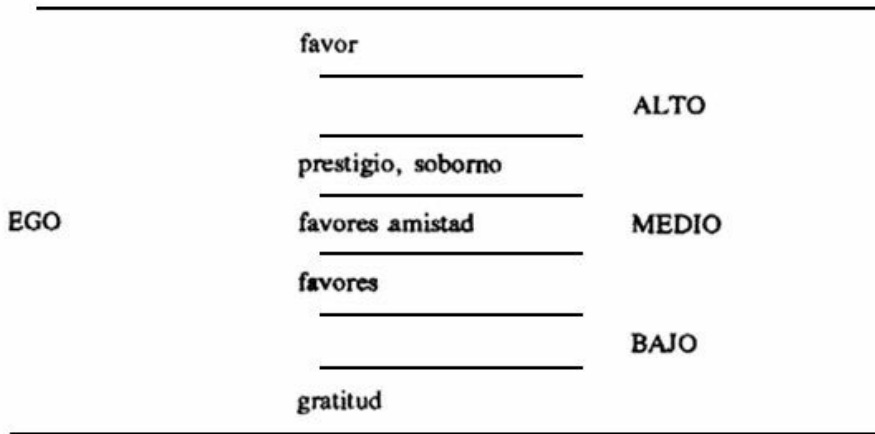 favor
ALTO
prestigio, soborno
EGO favores amistad MEDIO
favores
BAJO
gratitud